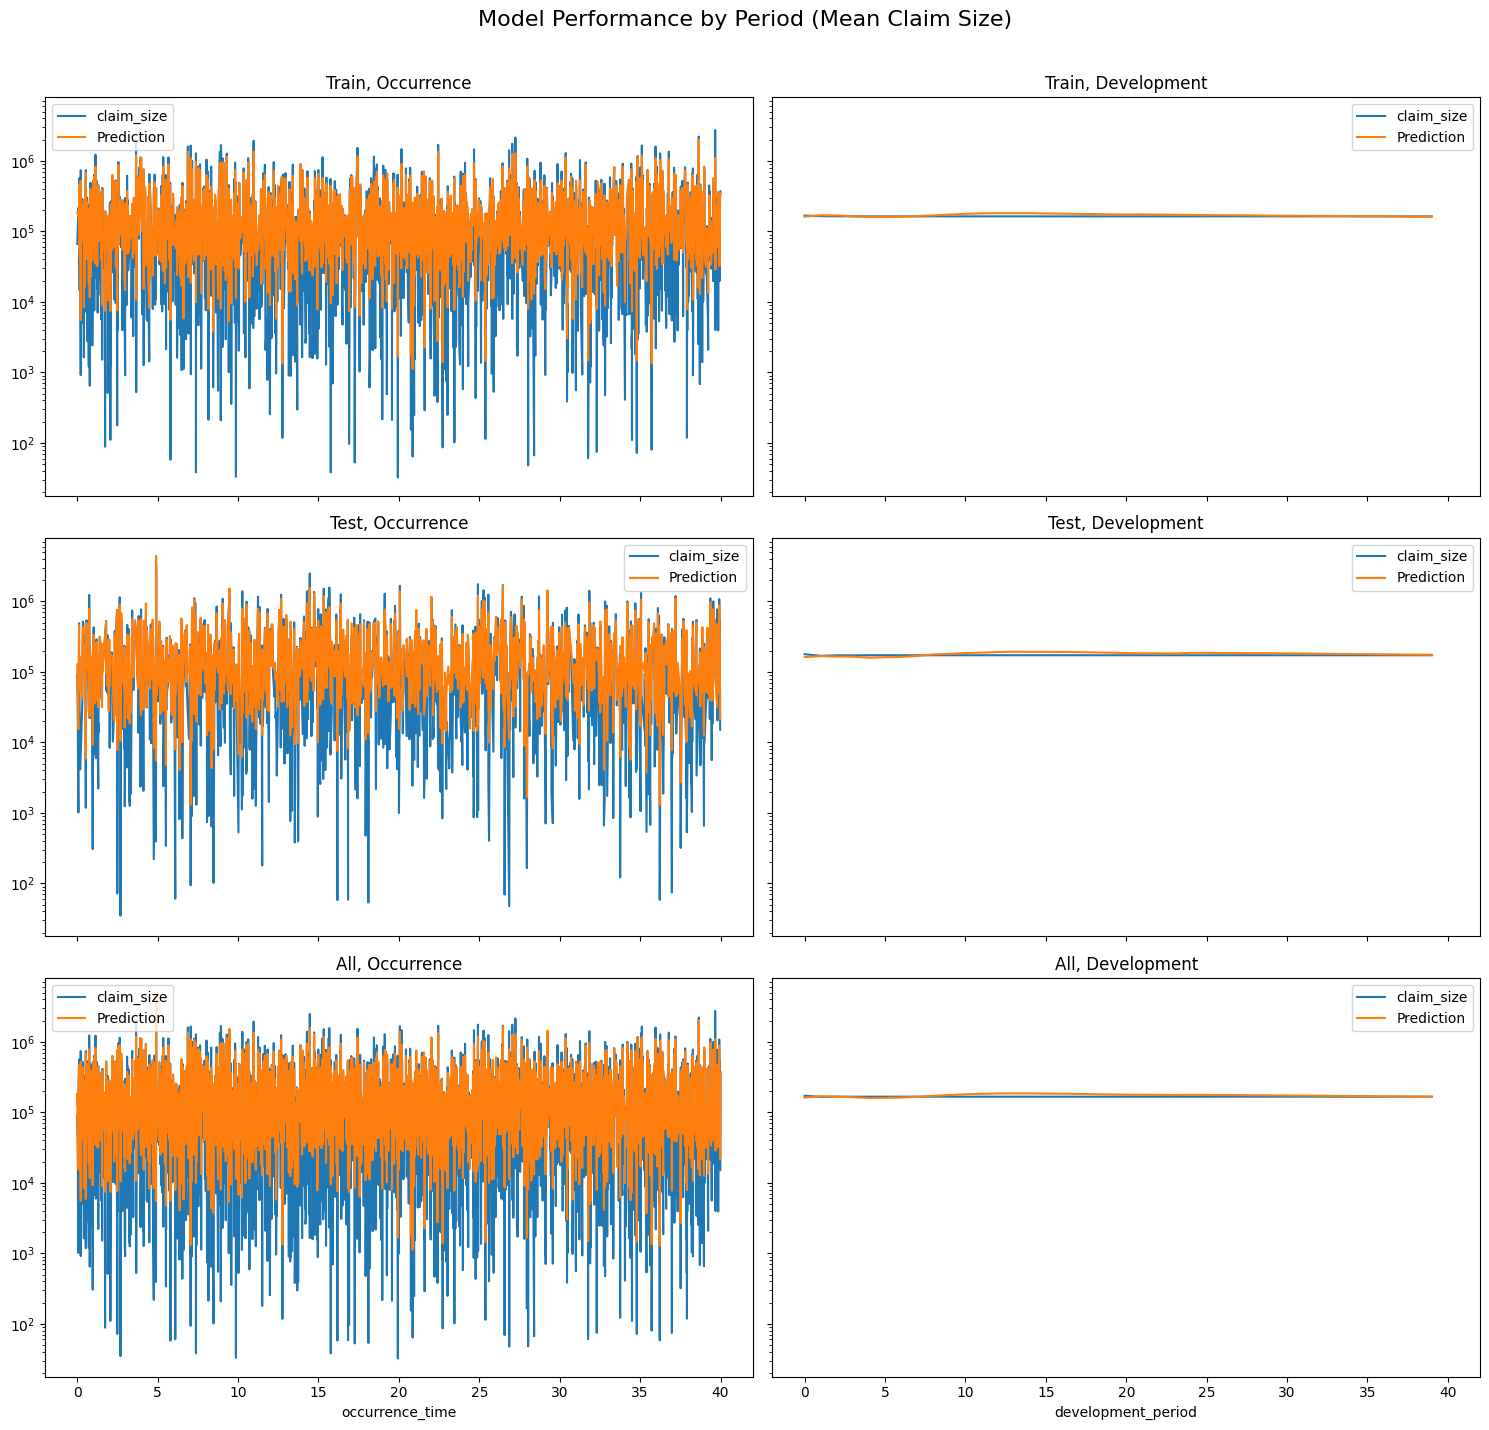 Model Performance by Period (Mean Claim Size)
Train, Occurrence
claim_size
Prediction
10^6
10^5
10^4
10^3
10^2
Train, Development
claim_size
Prediction
Test, Occurrence
claim_size
Prediction
10^6
10^5
10^4
10^3
10^2
Test, Development
claim_size
Prediction
All, Occurrence
claim_size
Prediction
10^6
10^5
10^4
10^3
10^2
0 5 10 15 20 25 30 35 40
occurrence_time
All, Development
claim_size
Prediction
0 5 10 15 20 25 30 35 40
development_period